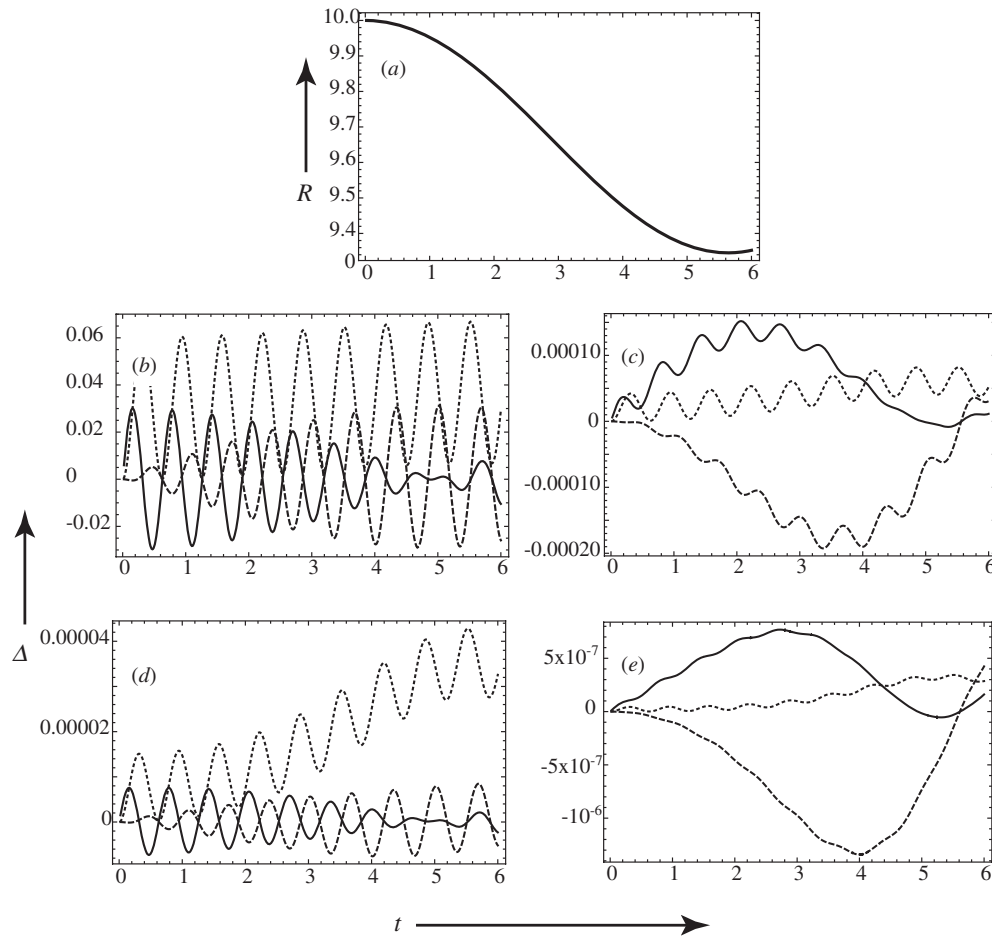 10.0
9.9
(a)
9.8
9.7
9.6
R
9.5
9.4
0
0 1 2 3 4 5 6
0.06
(b)
0.04
0.02
0
-0.02
0 1 2 3 4 5 6
(c)
0.00010
0
-0.00010
-0.00020
0 1 2 3 4 5 6
Δ
0.00004
(d)
0.00002
0
0 1 2 3 4 5 6
(e)
5x10⁻⁷
0
-5x10⁻⁷
-10⁻⁶
0 1 2 3 4 5 6
t